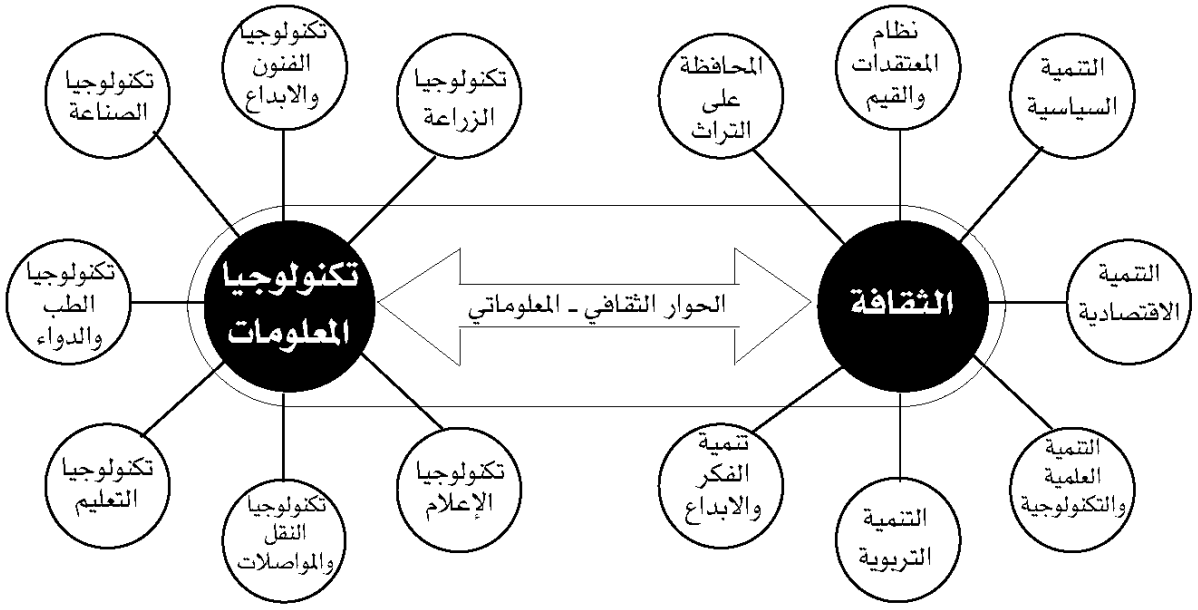 نظام
المعتقدات
والقيم
التنمية
السياسية
المحافظة
على
التراث
التنمية
الاقتصادية
الثقافة
التنمية
العلمية
والتكنولوجية
التنمية
التربوية
تنمية
الفكر
والابداع
الحوار الثقافي ـ المعلوماتي
تكنولوجيا
الفنون
والابداع
تكنولوجيا
الزراعة
تكنولوجيا
الصناعة
تكنولوجيا
المعلومات
تكنولوجيا
الطب
والدواء
تكنولوجيا
الإعلام
تكنولوجيا
النقل
والمواصلات
تكنولوجيا
التعليم